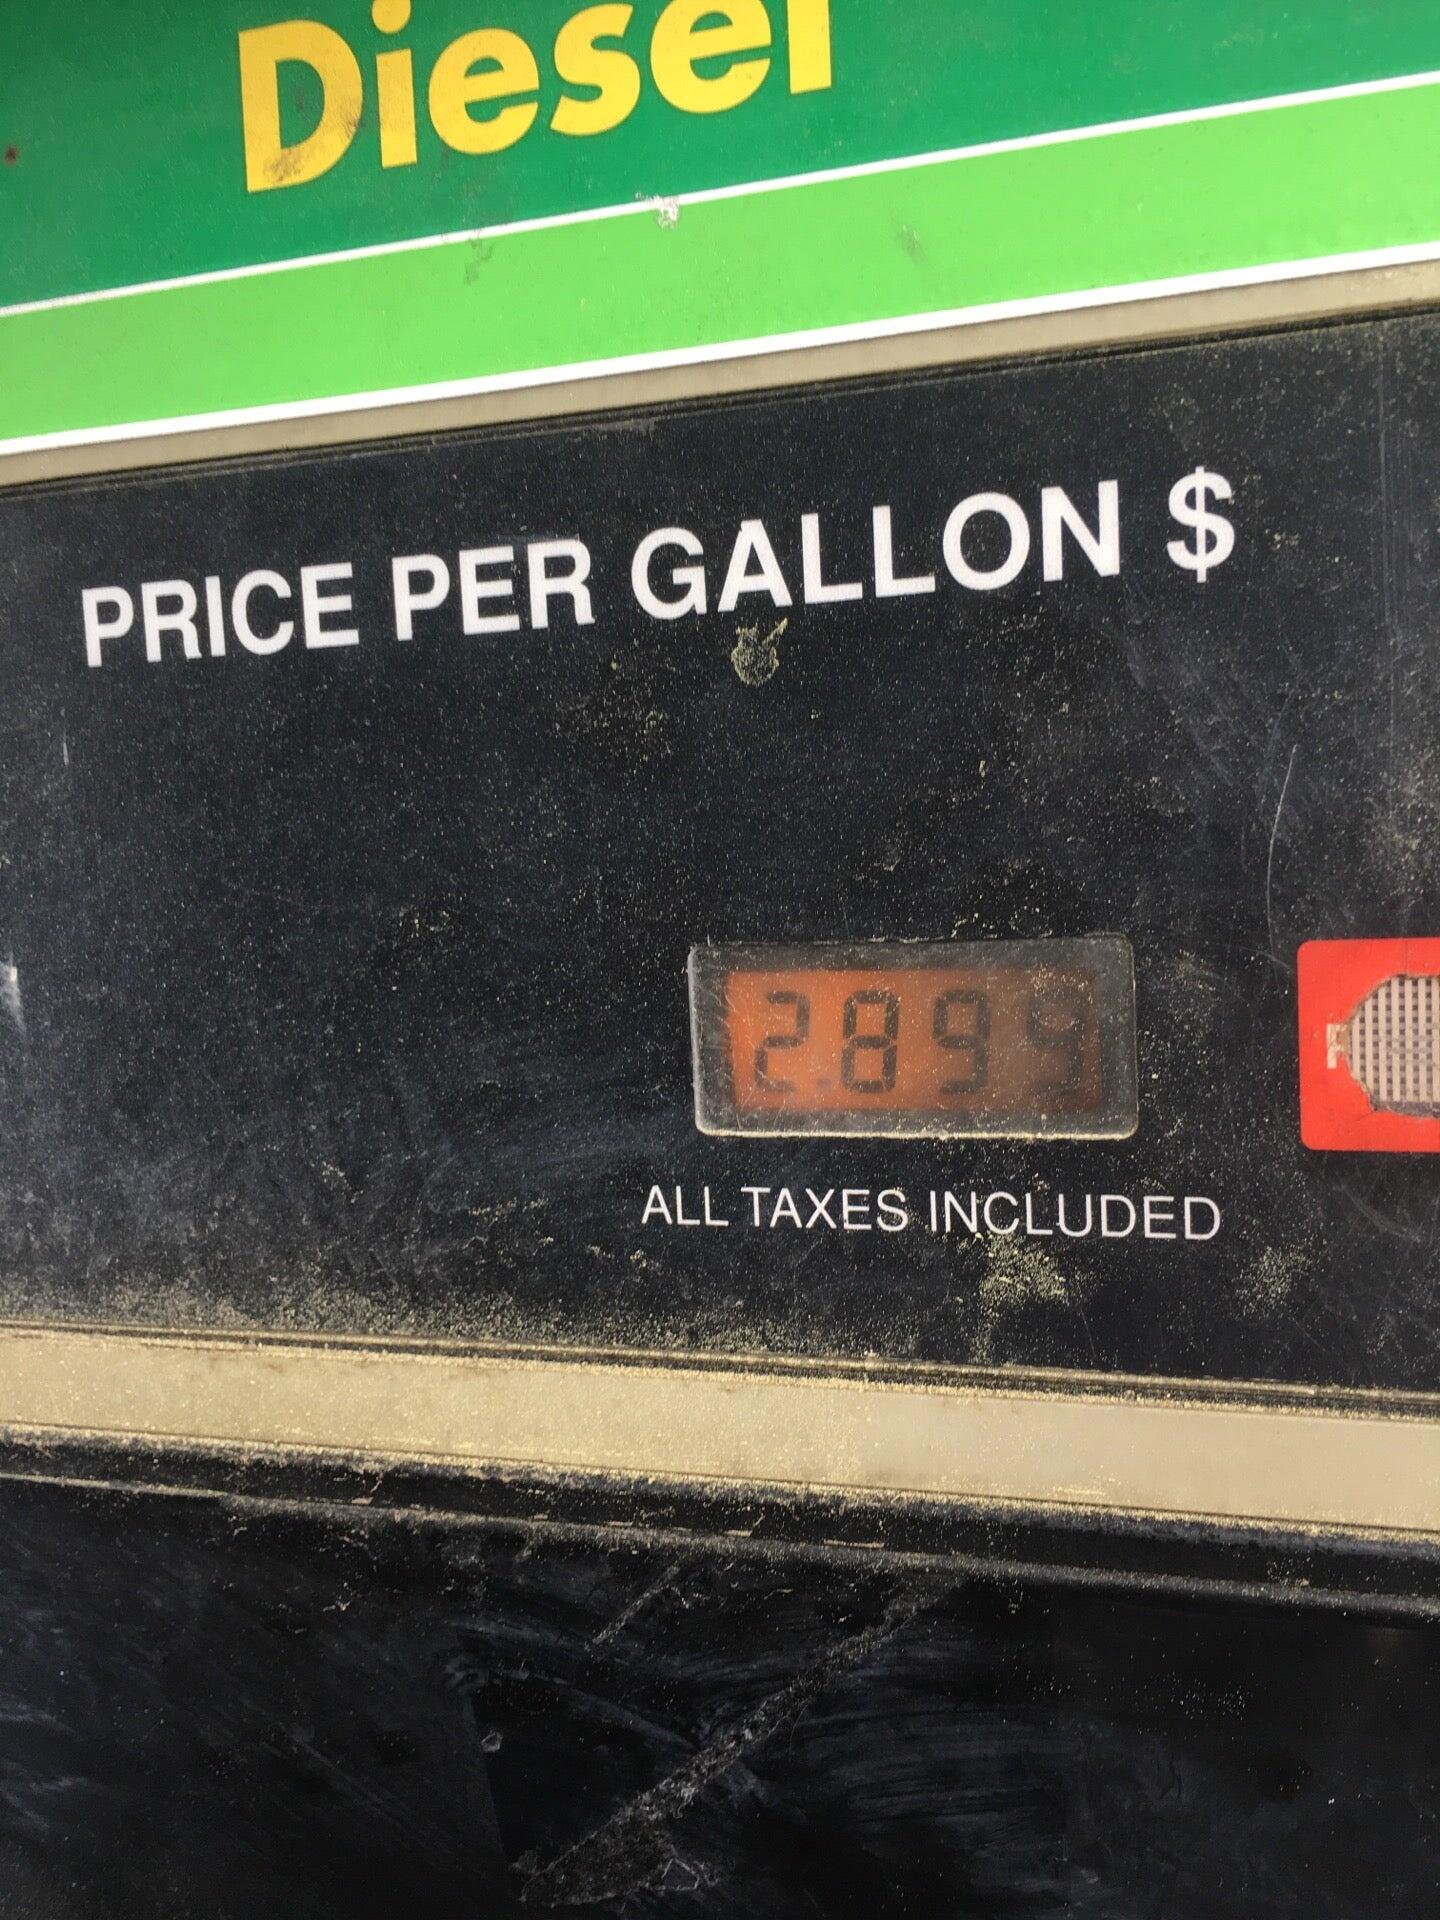 Diesel
PRICE PER GALLON $
2.899
ALL TAXES INCLUDED